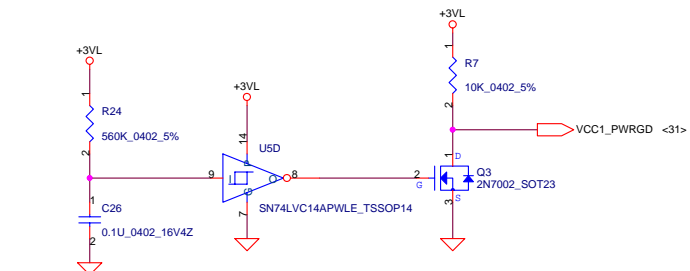 +3VL
1
R7
10K_0402_5%
2
VCC1_PWRGD <31>
+3VL
1
R24
560K_0402_5%
2
+3VL
14
U5D
P
9
I
O
8
G
7
SN74LVC14APWLE_TSSOP14
1
D
2
G
Q3
2N7002_SOT23
S
3
1
C26
0.1U_0402_16V4Z
2